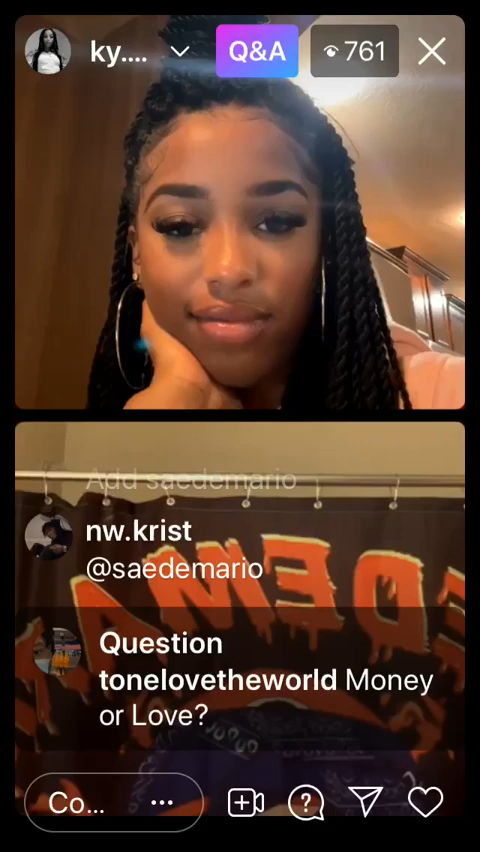 ky....
Q&A
761
Add saedemario
nw.krist
@saedemario
Question
tonelovetheworld Money
or Love?
Co...